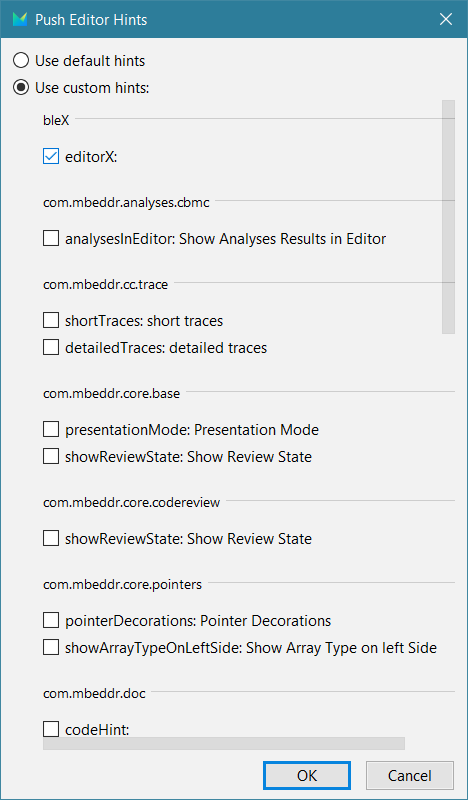 Push Editor Hints
Use default hints
Use custom hints:
bleX
editorX:
com.mbeddr.analyses.cbmc
analysesInEditor: Show Analyses Results in Editor
com.mbeddr.cc.trace
shortTraces: short traces
detailedTraces: detailed traces
com.mbeddr.core.base
presentationMode: Presentation Mode
showReviewState: Show Review State
com.mbeddr.core.codereview
showReviewState: Show Review State
com.mbeddr.core.pointers
pointerDecorations: Pointer Decorations
showArrayTypeOnLeftSide: Show Array Type on left Side
com.mbeddr.doc
codeHint:
OK Cancel